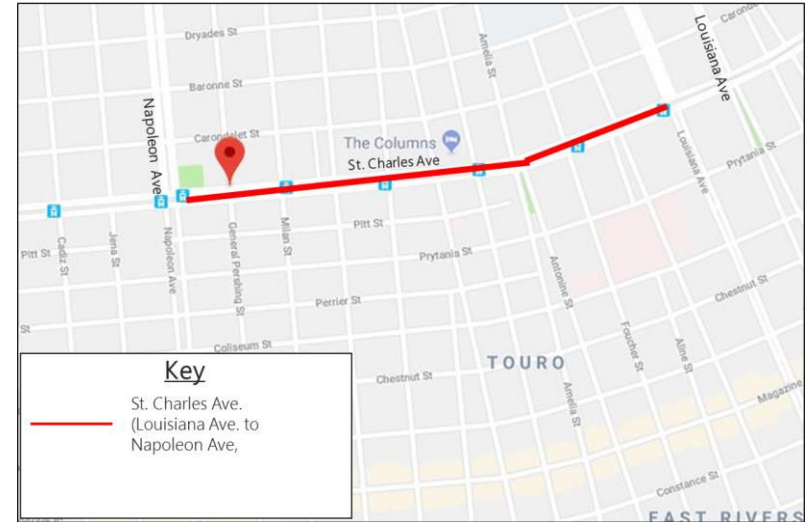 Dryades St
Baronne St
Carondelet St
Napoleon Ave
The Columns
St. Charles Ave
Amelia St
Louisiana Ave
Louisiana Ave
Prytania St
Pitt St
Cadiz St
Jena St
Napoleon Ave
General Pershing St
Milan St
Pitt St
Prytania St
Perrier St
Coliseum St
Antonine St
Foucher St
Aline St
Chestnut St
Chestnut St
TOURO
Amelia St
Magazine
Constance St
EAST RIVERS
St
Key
St. Charles Ave.
(Louisiana Ave. to
Napoleon Ave,